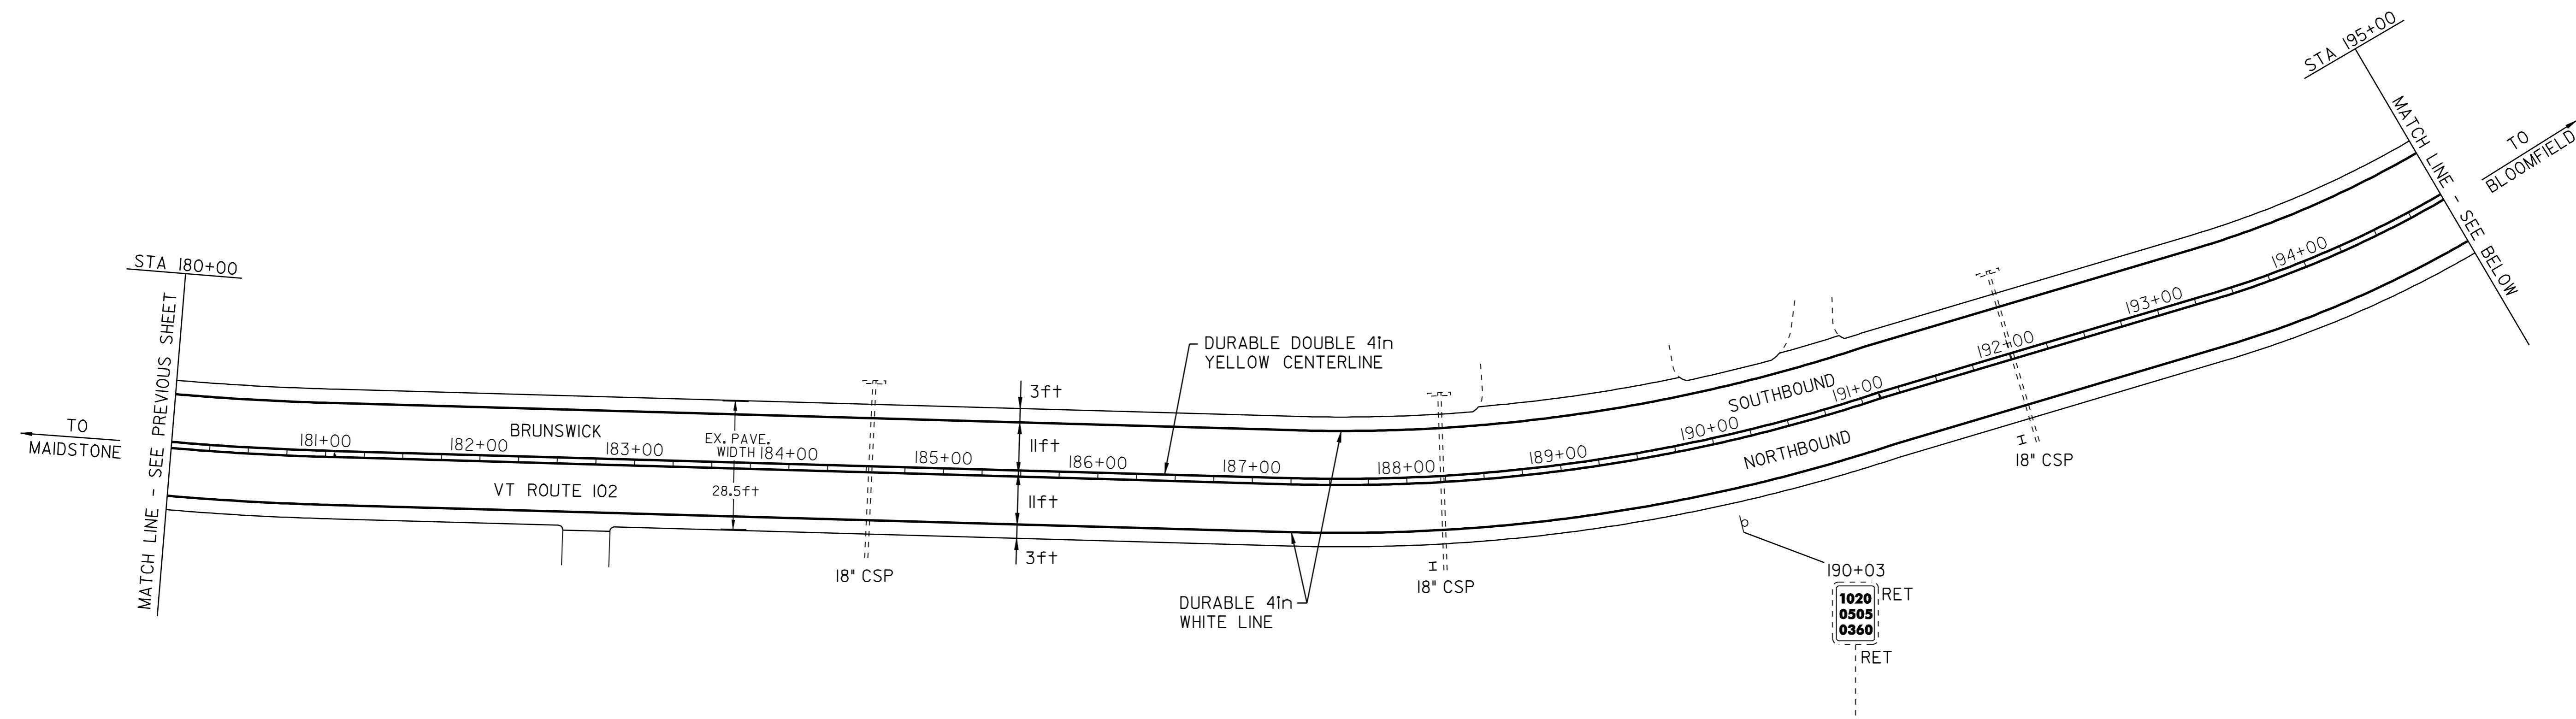 STA 195+00
MATCH LINE - SEE BELOW
TO
BLOOMFIELD
STA 180+00
MATCH LINE - SEE PREVIOUS SHEET
TO
MAIDSTONE
BRUNSWICK
VT ROUTE 102
181+00
182+00
183+00
184+00
185+00
186+00
187+00
188+00
189+00
190+00
191+00
192+00
193+00
194+00
EX. PAVE.
WIDTH
28.5ft
3ft
11ft
11ft
3ft
DURABLE DOUBLE 4in
YELLOW CENTERLINE
SOUTHBOUND
NORTHBOUND
18" CSP
18" CSP
18" CSP
DURABLE 4in
WHITE LINE
190+03
1020
0505
0360
RET
RET